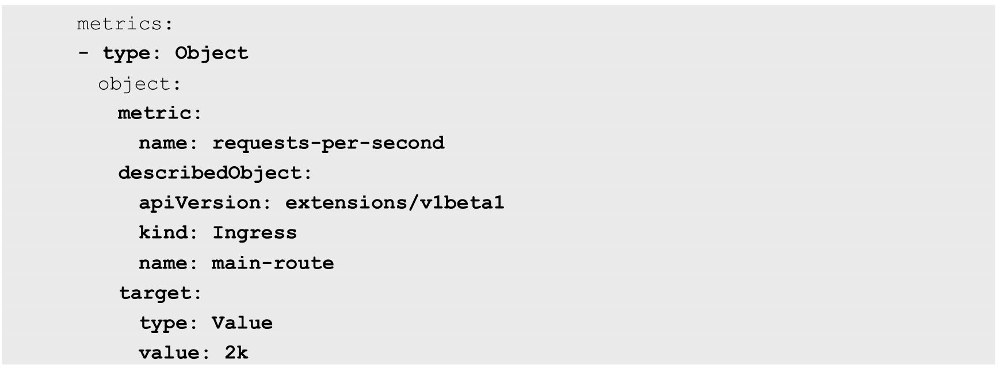 metrics:
- type: Object
  object:
    metric:
      name: requests-per-second
    describedObject:
      apiVersion: extensions/v1beta1
      kind: Ingress
      name: main-route
    target:
      type: Value
      value: 2k